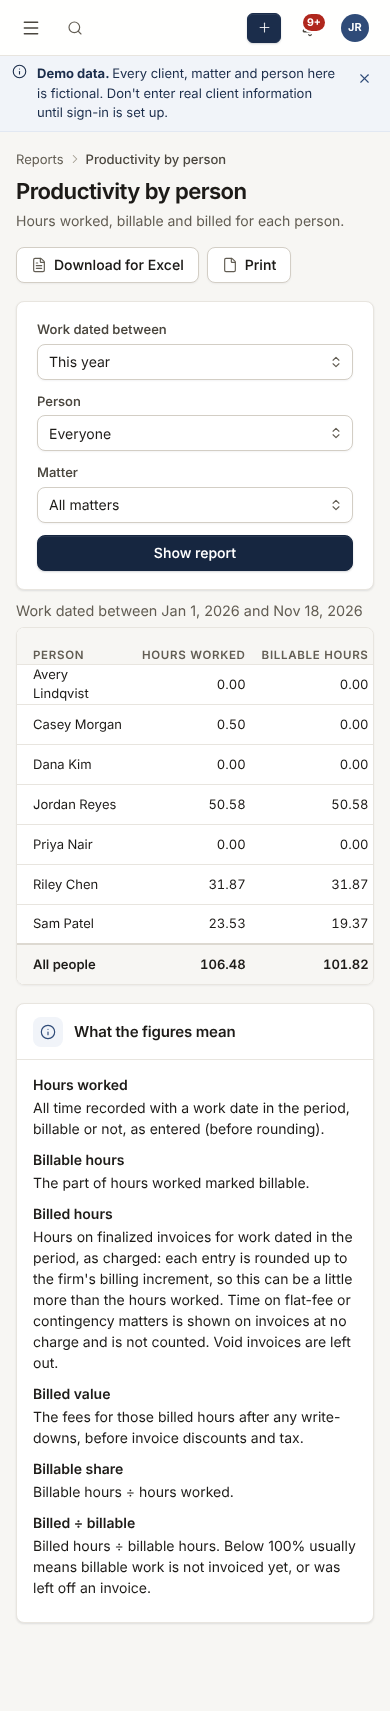 9+
JR
Demo data. Every client, matter and person here
is fictional. Don't enter real client information
until sign-in is set up.
Reports > Productivity by person
Productivity by person
Hours worked, billable and billed for each person.
Download for Excel Print
Work dated between
This year
Person
Everyone
Matter
All matters
Show report
Work dated between Jan 1, 2026 and Nov 18, 2026
PERSON HOURS WORKED BILLABLE HOURS
Avery
Lindqvist 0.00 0.00
Casey Morgan 0.50 0.00
Dana Kim 0.00 0.00
Jordan Reyes 50.58 50.58
Priya Nair 0.00 0.00
Riley Chen 31.87 31.87
Sam Patel 23.53 19.37
All people 106.48 101.82
What the figures mean
Hours worked
All time recorded with a work date in the period,
billable or not, as entered (before rounding).
Billable hours
The part of hours worked marked billable.
Billed hours
Hours on finalized invoices for work dated in the
period, as charged: each entry is rounded up to
the firm's billing increment, so this can be a little
more than the hours worked. Time on flat-fee or
contingency matters is shown on invoices at no
charge and is not counted. Void invoices are left
out.
Billed value
The fees for those billed hours after any write-
downs, before invoice discounts and tax.
Billable share
Billable hours ÷ hours worked.
Billed ÷ billable
Billed hours ÷ billable hours. Below 100% usually
means billable work is not invoiced yet, or was
left off an invoice.